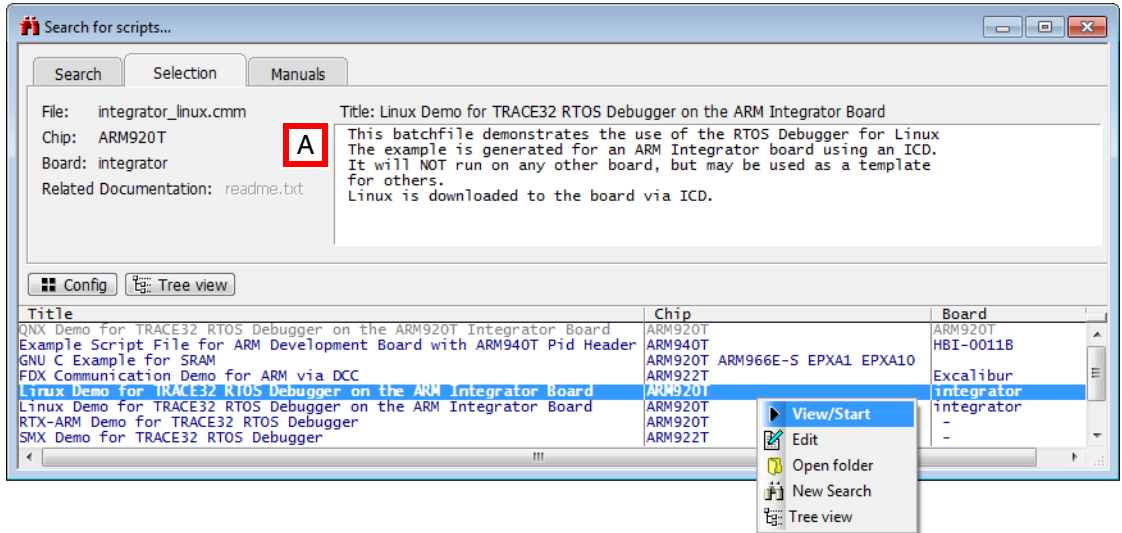 Search for scripts...
Search Selection Manuals
File: integrator_linux.cmm
Title: Linux Demo for TRACE32 RTOS Debugger on the ARM Integrator Board
Chip: ARM920T
A
Board: integrator
Related Documentation: readme.txt
This batchfile demonstrates the use of the RTOS Debugger for Linux
The example is generated for an ARM Integrator board using an ICD.
It will NOT run on any other board, but may be used as a template
for others.
Linux is downloaded to the board via ICD.
Config Tree view
Title Chip Board
QNX Demo for TRACE32 RTOS Debugger on the ARM920T Integrator Board ARM920T ARM920T
Example Script File for ARM Development Board with ARM940T Pid Header ARM940T HBI-0011B
GNU C Example for SRAM ARM920T ARM966E-S EPXA1 EPXA10
FDX Communication Demo for ARM via DCC ARM922T Excalibur
Linux Demo for TRACE32 RTOS Debugger on the ARM Integrator Board ARM920T integrator
Linux Demo for TRACE32 RTOS Debugger on the ARM Integrator Board ARM920T integrator
RTX-ARM Demo for TRACE32 RTOS Debugger ARM920T -
SMX Demo for TRACE32 RTOS Debugger ARM922T -
View/Start
Edit
Open folder
New Search
Tree view